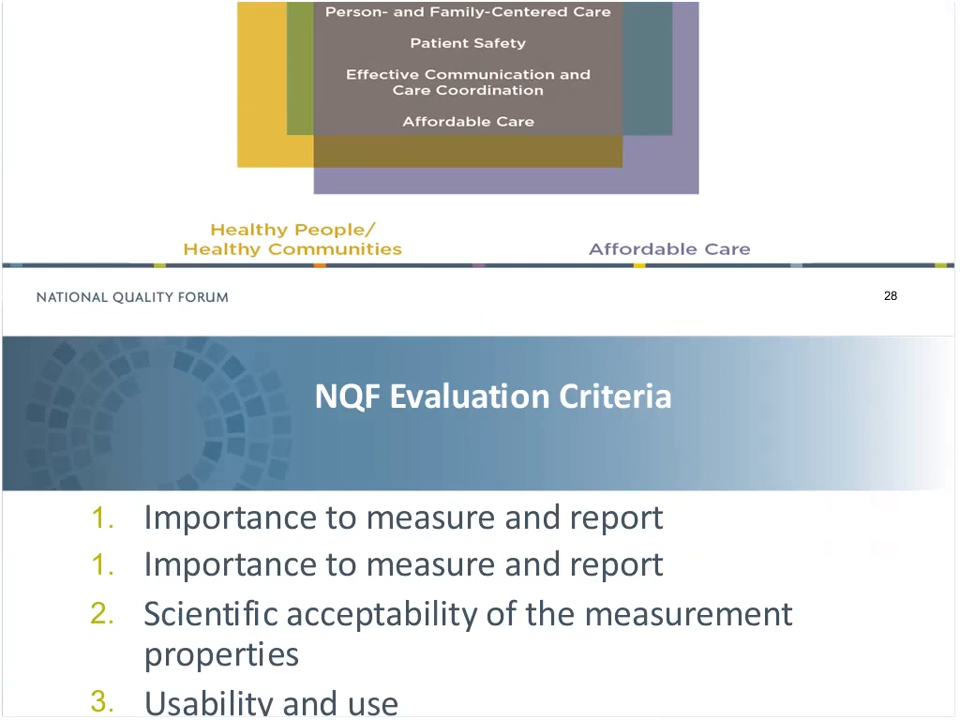 Person- and Family-Centered Care
Patient Safety
Effective Communication and
Care Coordination
Affordable Care
Healthy People/
Healthy Communities
Affordable Care
NATIONAL QUALITY FORUM
28
NQF Evaluation Criteria
1. Importance to measure and report
1. Importance to measure and report
2. Scientific acceptability of the measurement
properties
3. Usability and use